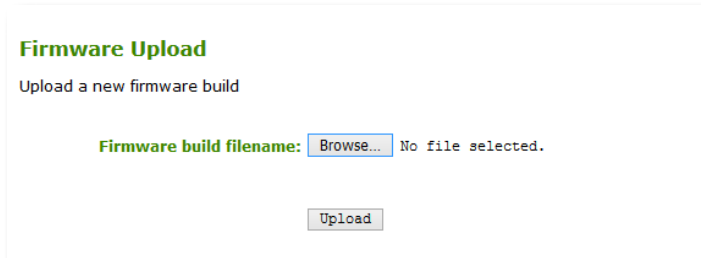 Firmware Upload
Upload a new firmware build
Firmware build filename: Browse... No file selected.
Upload